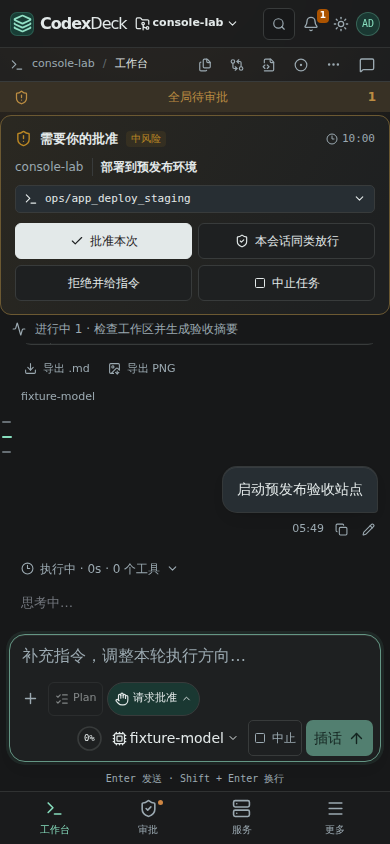 CodexDeck
console-lab
1
AD
console-lab / 工作台
全局待审批 1
需要你的批准 中风险 10:00
console-lab 部署到预发布环境
ops/app_deploy_staging
批准本次 本会话同类放行
拒绝并给指令 中止任务
进行中 1 · 检查工作区并生成验收摘要
导出 .md 导出 PNG
fixture-model
启动预发布验收站点
05:49
执行中 · 0s · 0 个工具
思考中…
补充指令，调整本轮执行方向…
Plan 请求批准
0% fixture-model 中止 插话
Enter 发送 · Shift + Enter 换行
工作台 审批 服务 更多